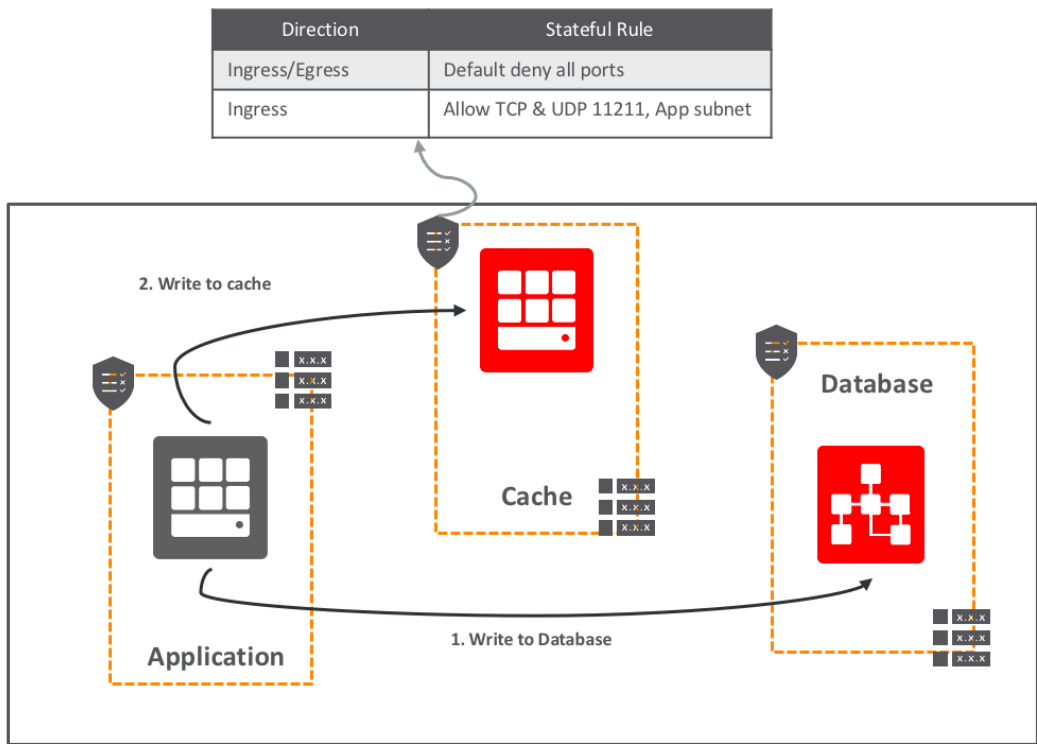 Direction Stateful Rule
Ingress/Egress Default deny all ports
Ingress Allow TCP & UDP 11211, App subnet
2. Write to cache
x.x.x
x.x.x
x.x.x
Database
Cache
x.x.x
x.x.x
x.x.x
1. Write to Database
Application
x.x.x
x.x.x
x.x.x